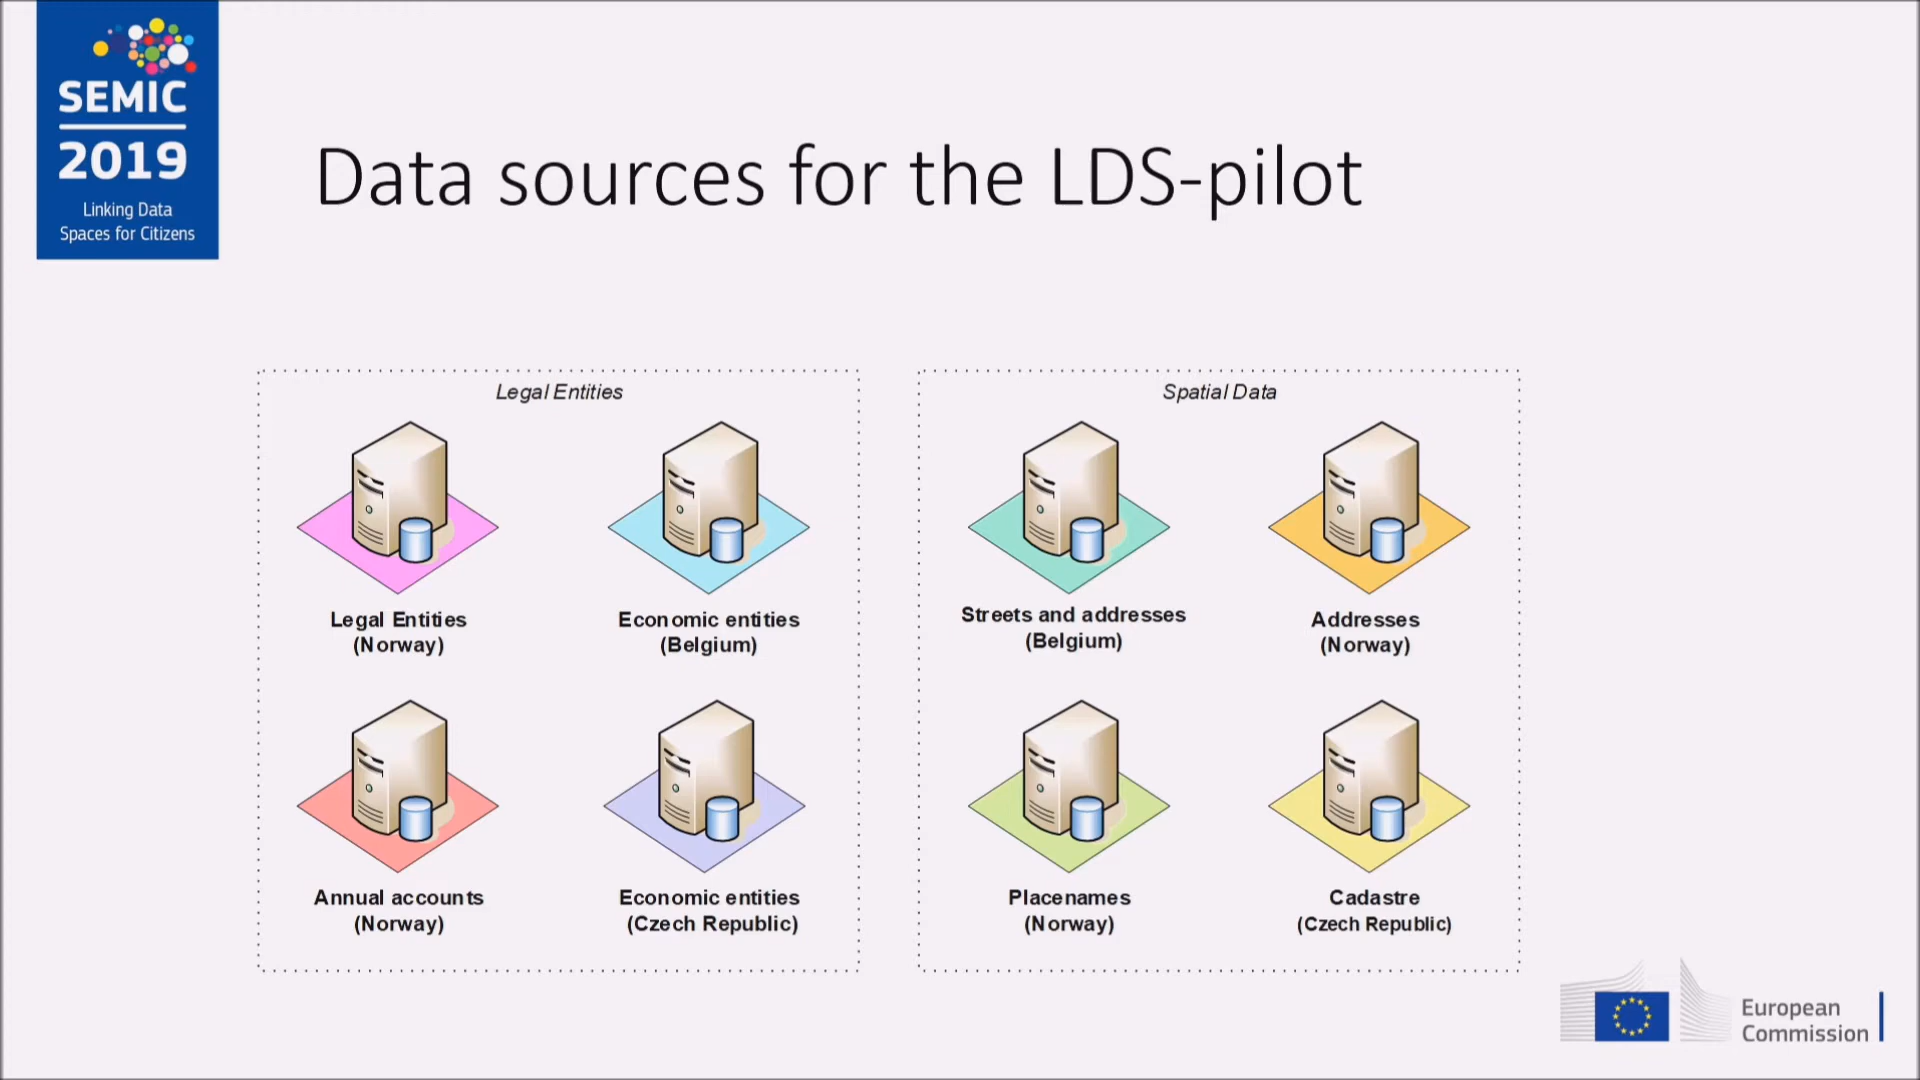 SEMIC
2019
Linking Data
Spaces for Citizens
Data sources for the LDS-pilot
Legal Entities
Legal Entities
(Norway)
Economic entities
(Belgium)
Annual accounts
(Norway)
Economic entities
(Czech Republic)
Spatial Data
Streets and addresses
(Belgium)
Addresses
(Norway)
Placenames
(Norway)
Cadastre
(Czech Republic)
European
Commission